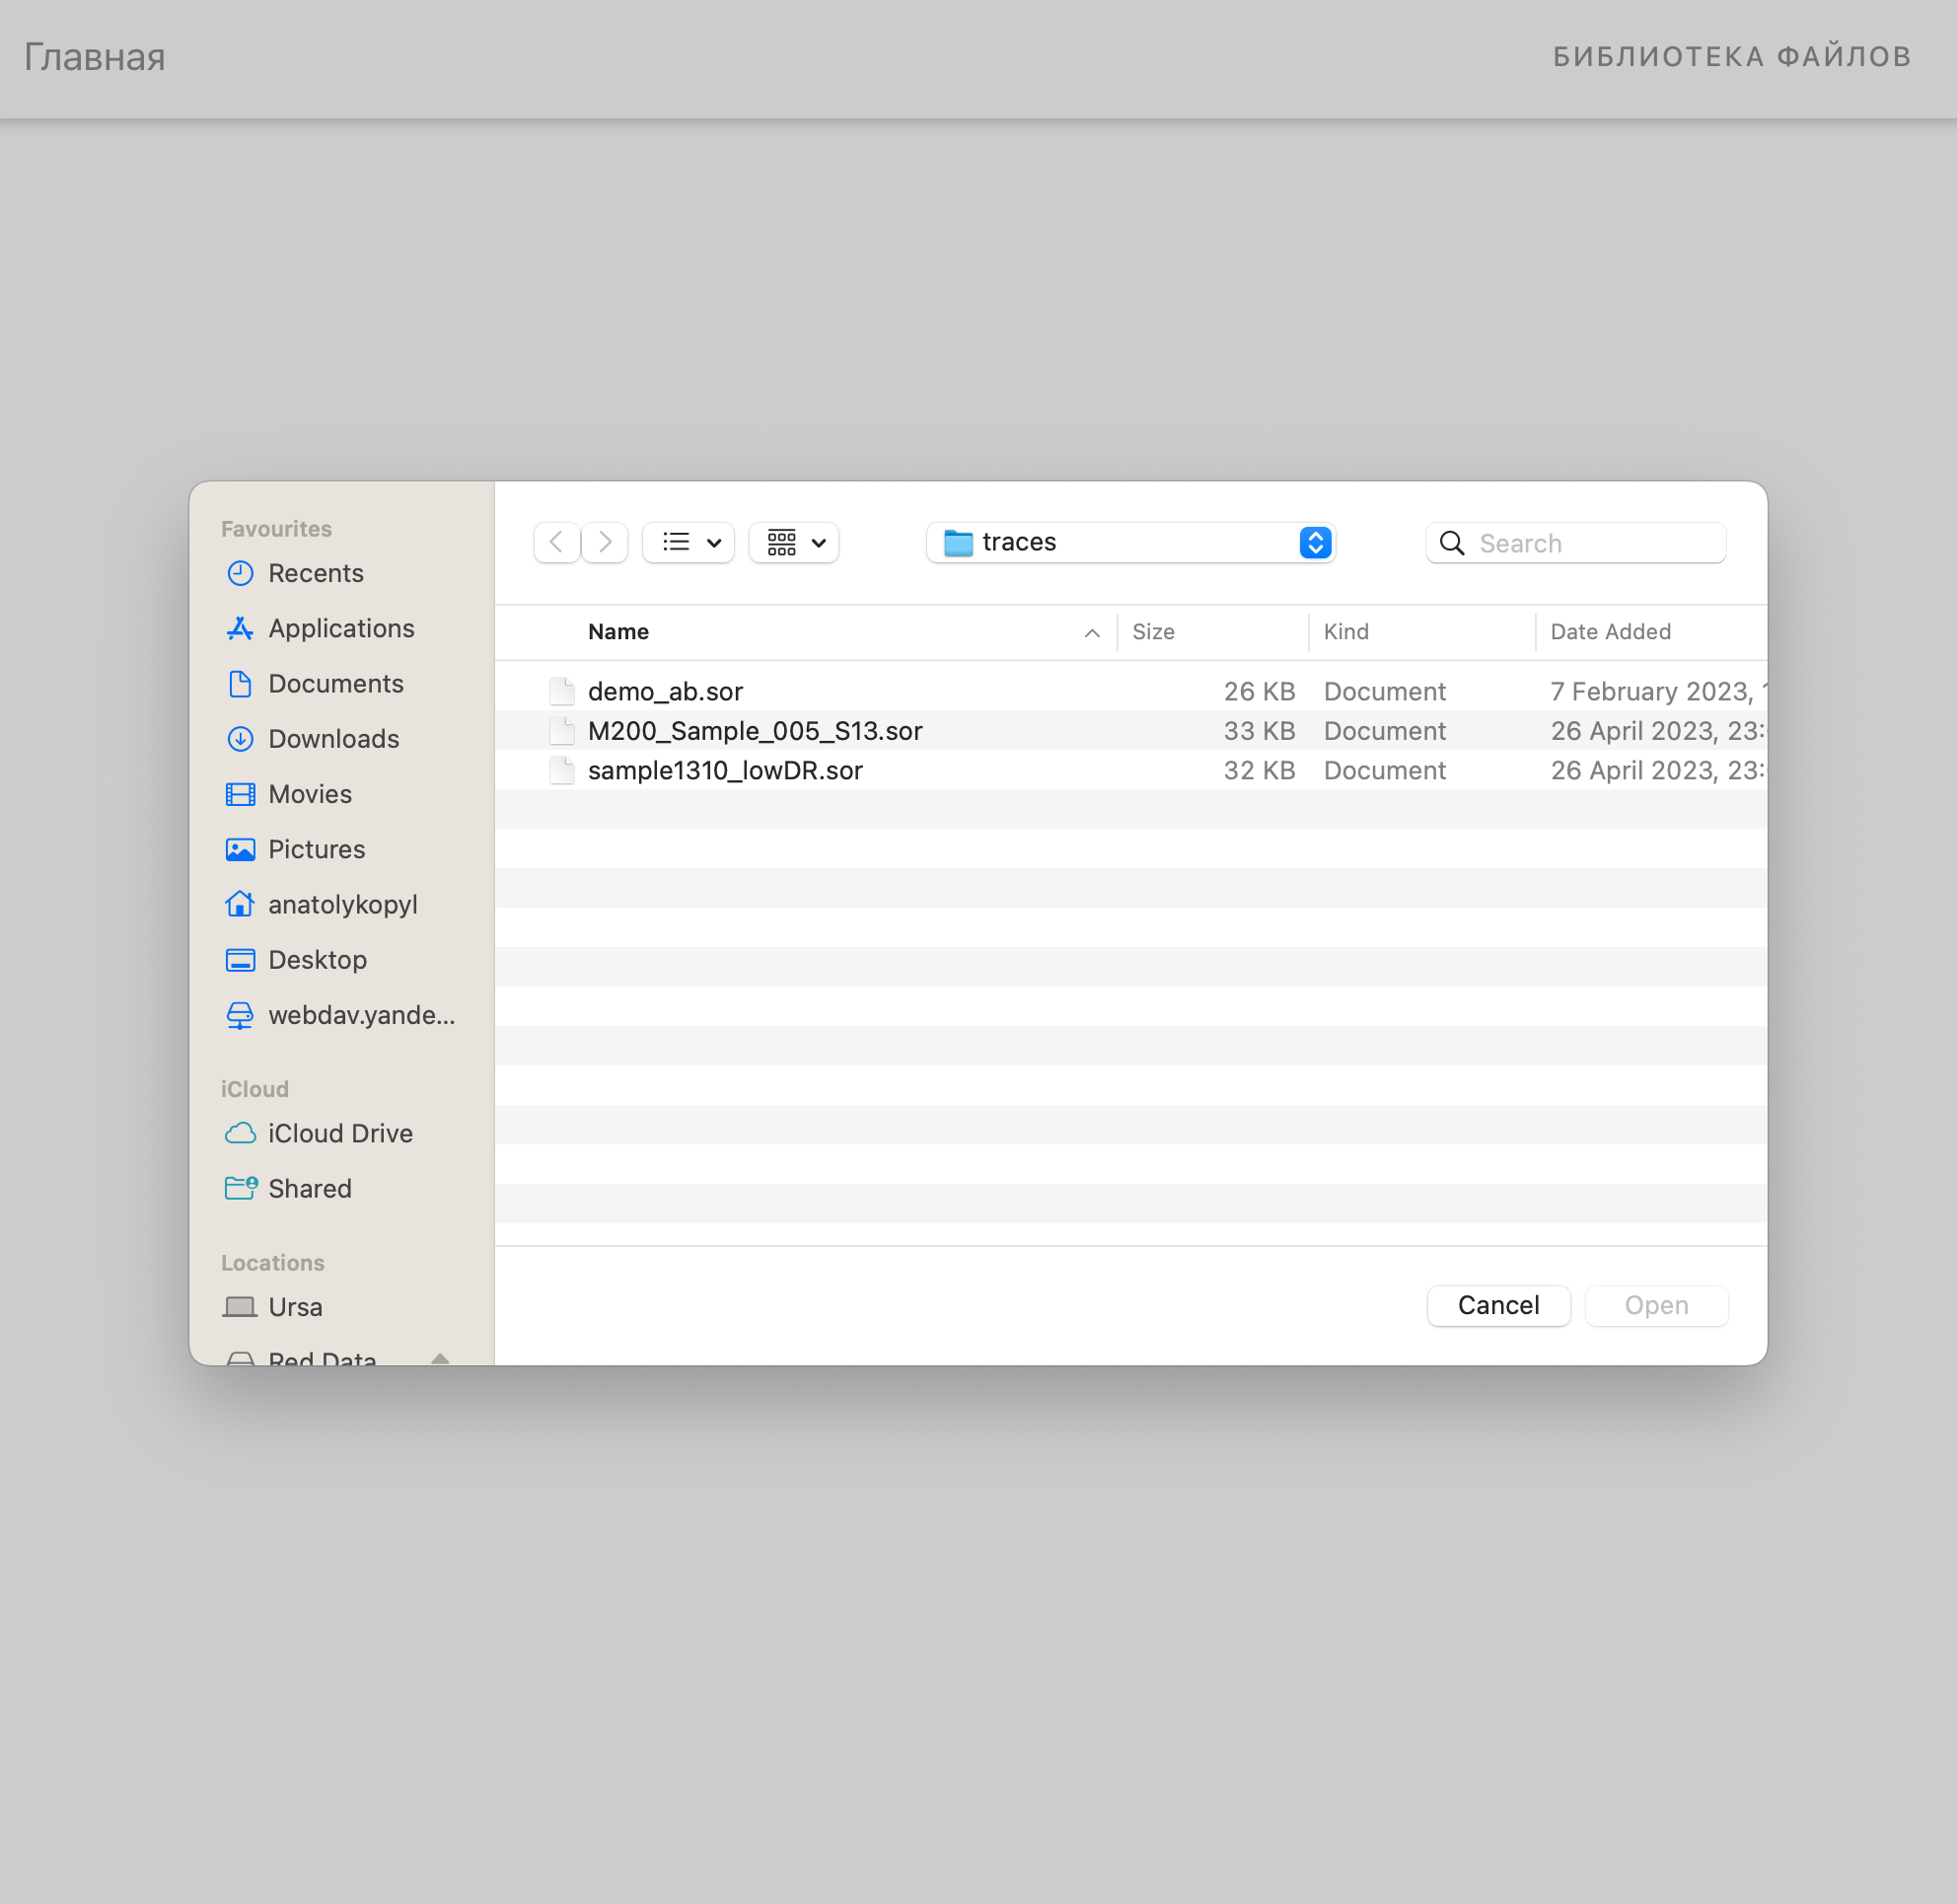 Главная
БИБЛИОТЕКА ФАЙЛОВ
Favourites
Recents
Applications
Documents
Downloads
Movies
Pictures
anatolykopyl
Desktop
webdav.yande...
iCloud
iCloud Drive
Shared
Locations
Ursa
Red Data
traces
Search
Name Size Kind Date Added
demo_ab.sor 26 KB Document 7 February 2023,
M200_Sample_005_S13.sor 33 KB Document 26 April 2023, 23:
sample1310_lowDR.sor 32 KB Document 26 April 2023, 23:
Cancel Open